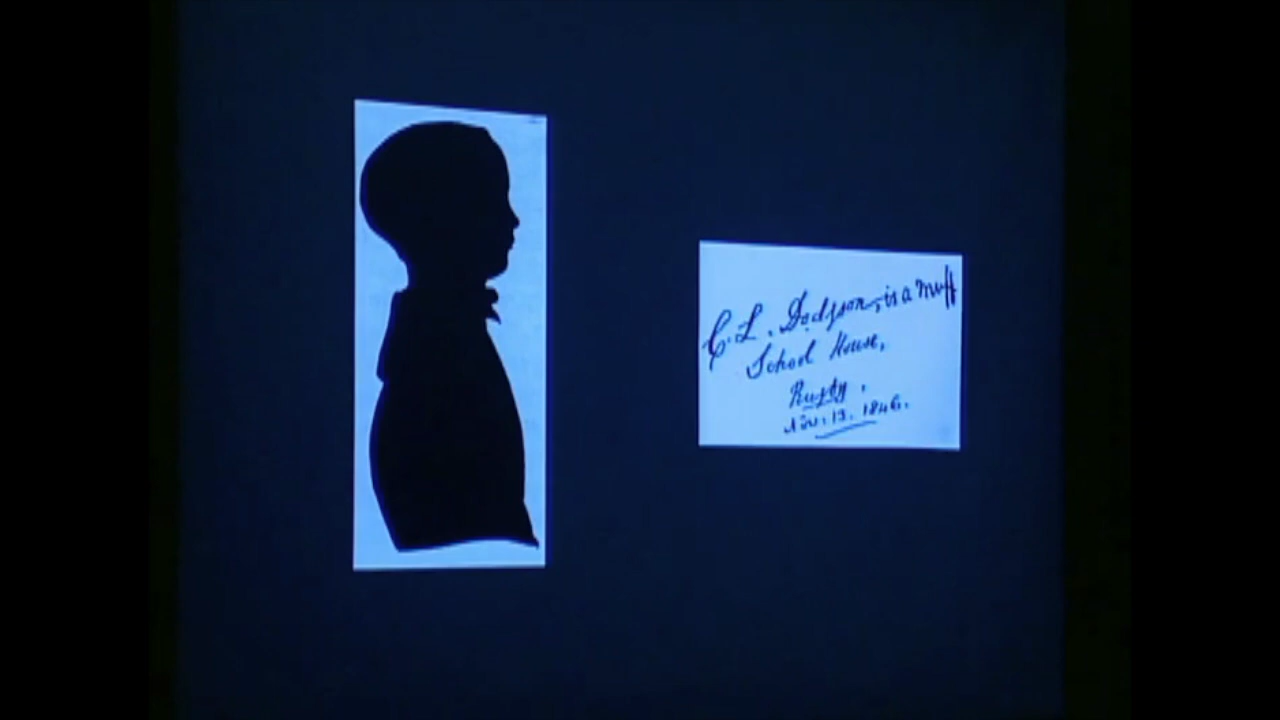 C. L. Dodgson, is a muff
School House,
Rugby.
Nov. 13. 1846.